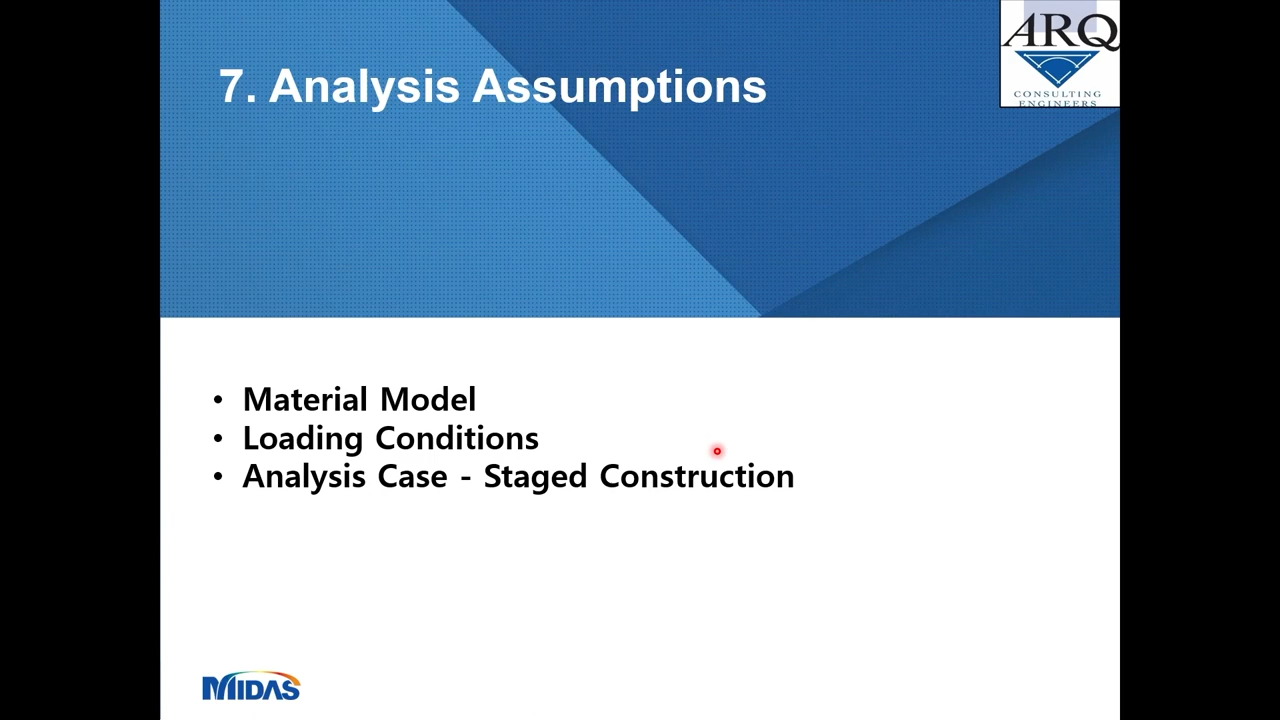 7. Analysis Assumptions
ARQ
CONSULTING
ENGINEERS
• Material Model
• Loading Conditions
• Analysis Case - Staged Construction
MIDAS